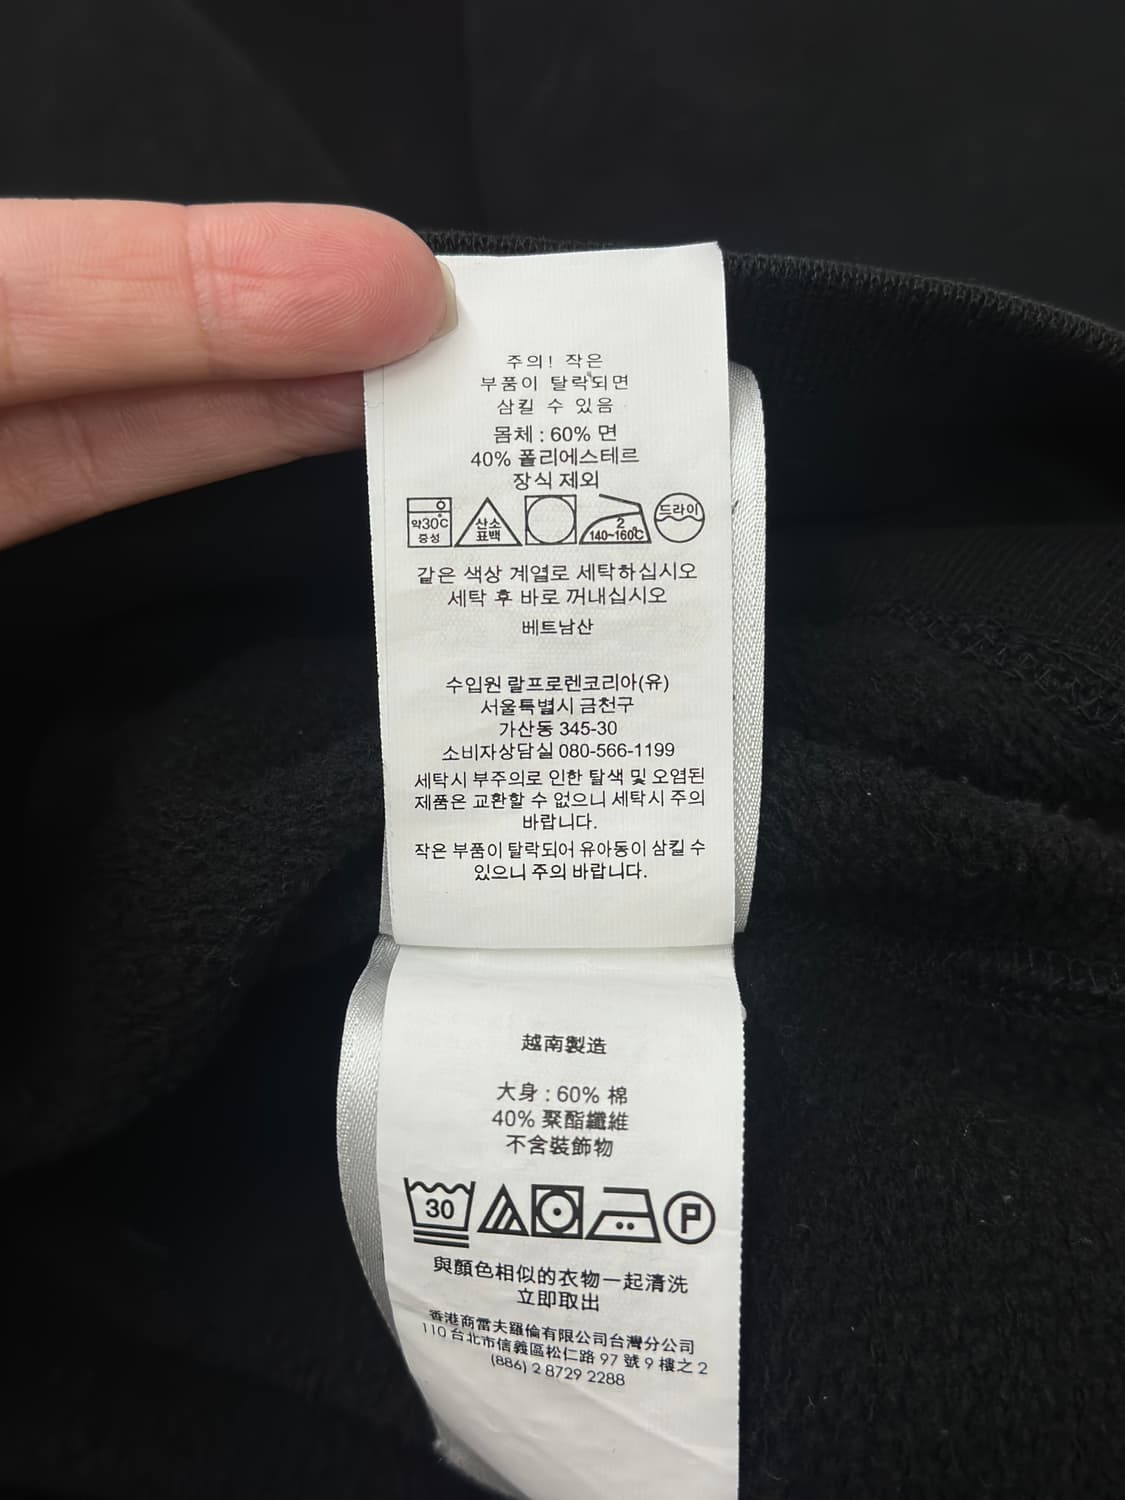 주의! 작은
부품이 탈락되면
삼킬 수 있음
몸체 : 60% 면
40% 폴리에스테르
장식 제외
약30℃
중성
산소
표백
2
140~160℃
드라이
같은 색상 계열로 세탁하십시오
세탁 후 바로 꺼내십시오
베트남산
수입원 랄프로렌코리아(유)
서울특별시 금천구
가산동 345-30
소비자상담실 080-566-1199
세탁시 부주의로 인한 탈색 및 오염된
제품은 교환할 수 없으니 세탁시 주의
바랍니다.
작은 부품이 탈락되어 유아동이 삼킬 수
있으니 주의 바랍니다.
越南製造
大身 : 60% 棉
40% 聚酯纖維
不含裝飾物
30
P
與顏色相似的衣物一起清洗
立即取出
香港商雷夫羅倫有限公司台灣分公司
110 台北市信義區松仁路 97 號 9 樓之 2
(886) 2 8729 2288